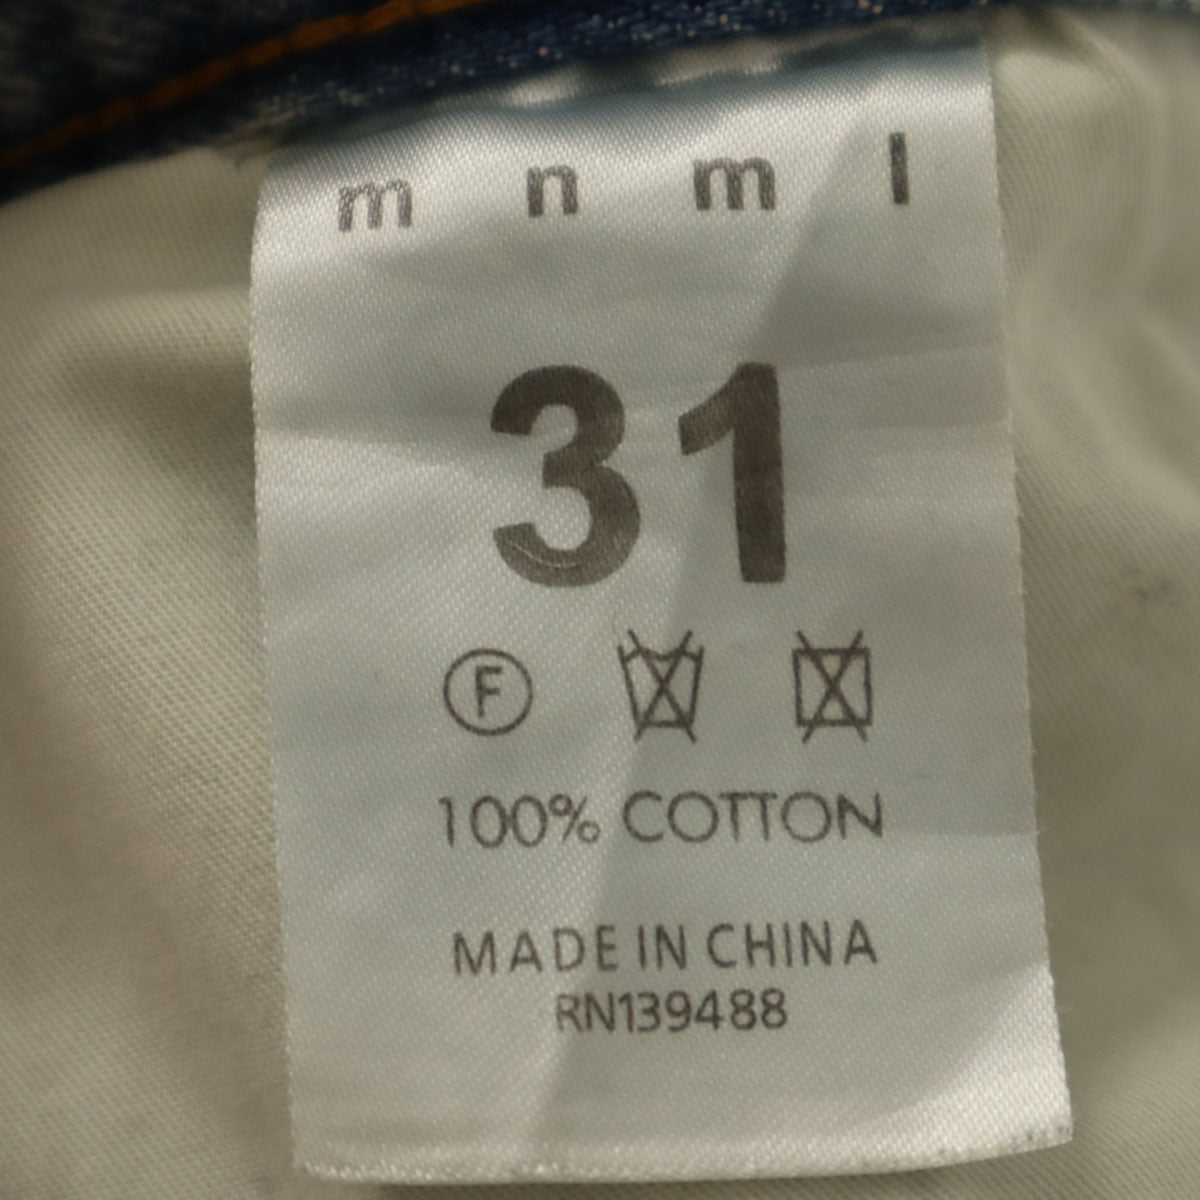 m n m l
31
F
100% COTTON
MADE IN CHINA
RN139488